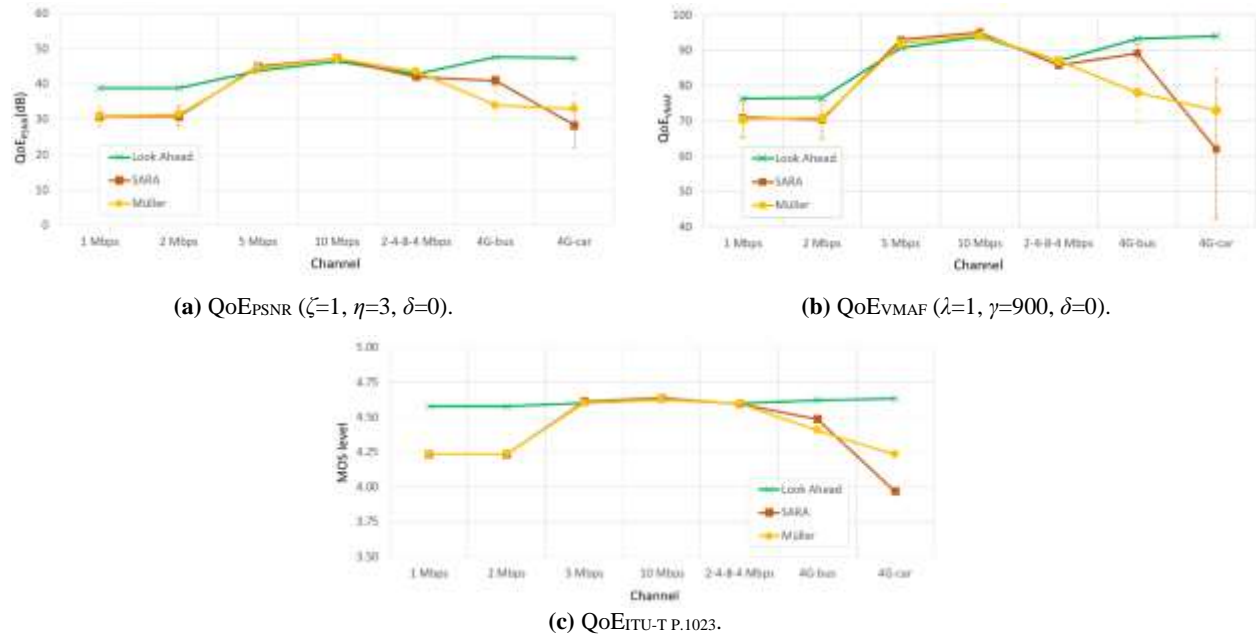 60
50
40
30
20
10
0
QoE_PSNR (dB)
Look Ahead
SARA
Müller
1 Mbps 2 Mbps 5 Mbps 10 Mbps 2-4-8-4 Mbps 4G-bus 4G-car
Channel
(a) QoE_PSNR (ζ=1, η=3, δ=0).
100
90
80
70
60
50
40
QoE_VMAF
Look Ahead
SARA
Müller
1 Mbps 2 Mbps 5 Mbps 10 Mbps 2-4-8-4 Mbps 4G-bus 4G-car
Channel
(b) QoE_VMAF (λ=1, γ=900, δ=0).
5.00
4.75
4.50
4.25
4.00
3.75
3.50
MOS level
Look Ahead
SARA
Müller
1 Mbps 2 Mbps 5 Mbps 10 Mbps 2-4-8-4 Mbps 4G-bus 4G-car
Channel
(c) QoE_ITU-T P.1023.